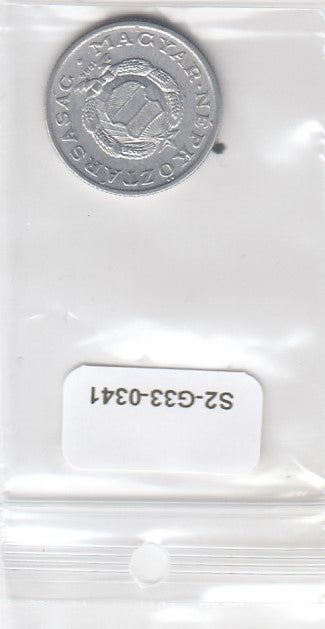 · MAGYAR · NÉPKÖZTÁRSASÁG
S2-G33-0341